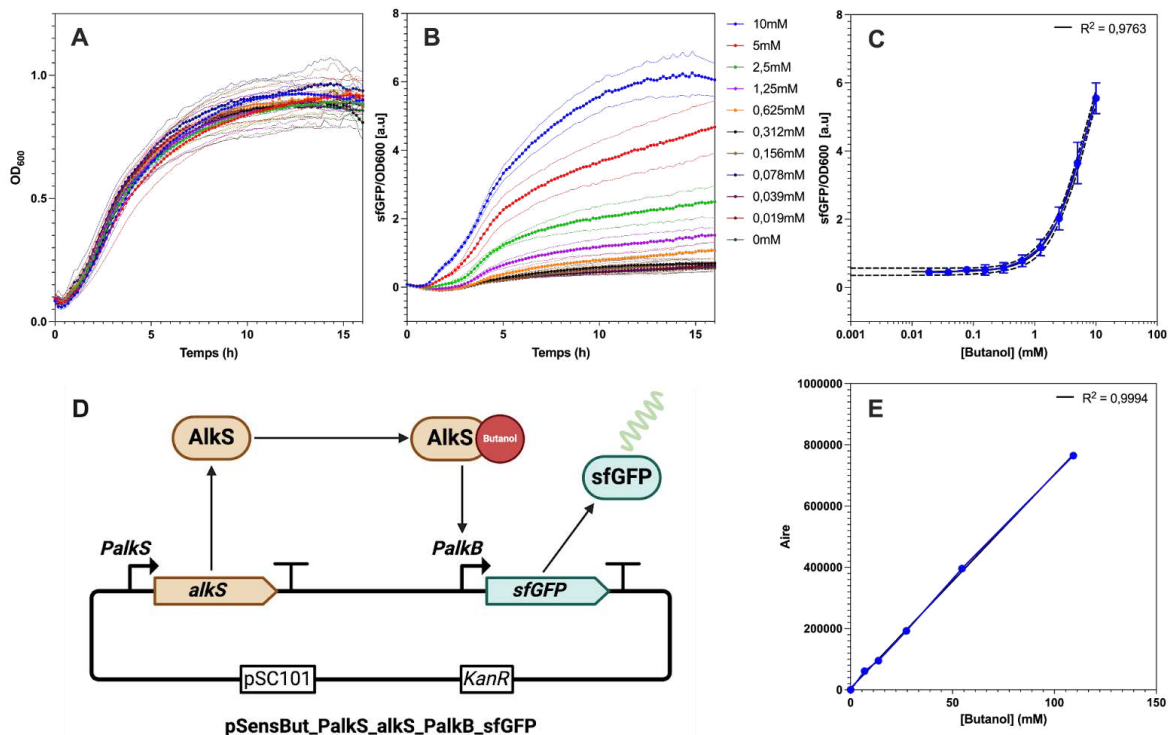 A
OD600
1.0
0.5
0.0
0
5
10
15
Temps (h)
B
sfGFP/OD600 [a.u]
8
6
4
2
0
0
5
10
15
Temps (h)
10mM
5mM
2,5mM
1,25mM
0,625mM
0,312mM
0,156mM
0,078mM
0,039mM
0,019mM
0mM
C
R2 = 0,9763
sfGFP/OD600 [a.u]
8
6
4
2
0
0.001
0.01
0.1
1
10
100
[Butanol] (mM)
D
AlkS
AlkS
Butanol
sfGFP
PalkS
PalkB
alkS
sfGFP
pSC101
KanR
pSensBut_PalkS_alkS_PalkB_sfGFP
E
R2 = 0,9994
Aire
1000000
800000
600000
400000
200000
0
0
50
100
150
[Butanol] (mM)